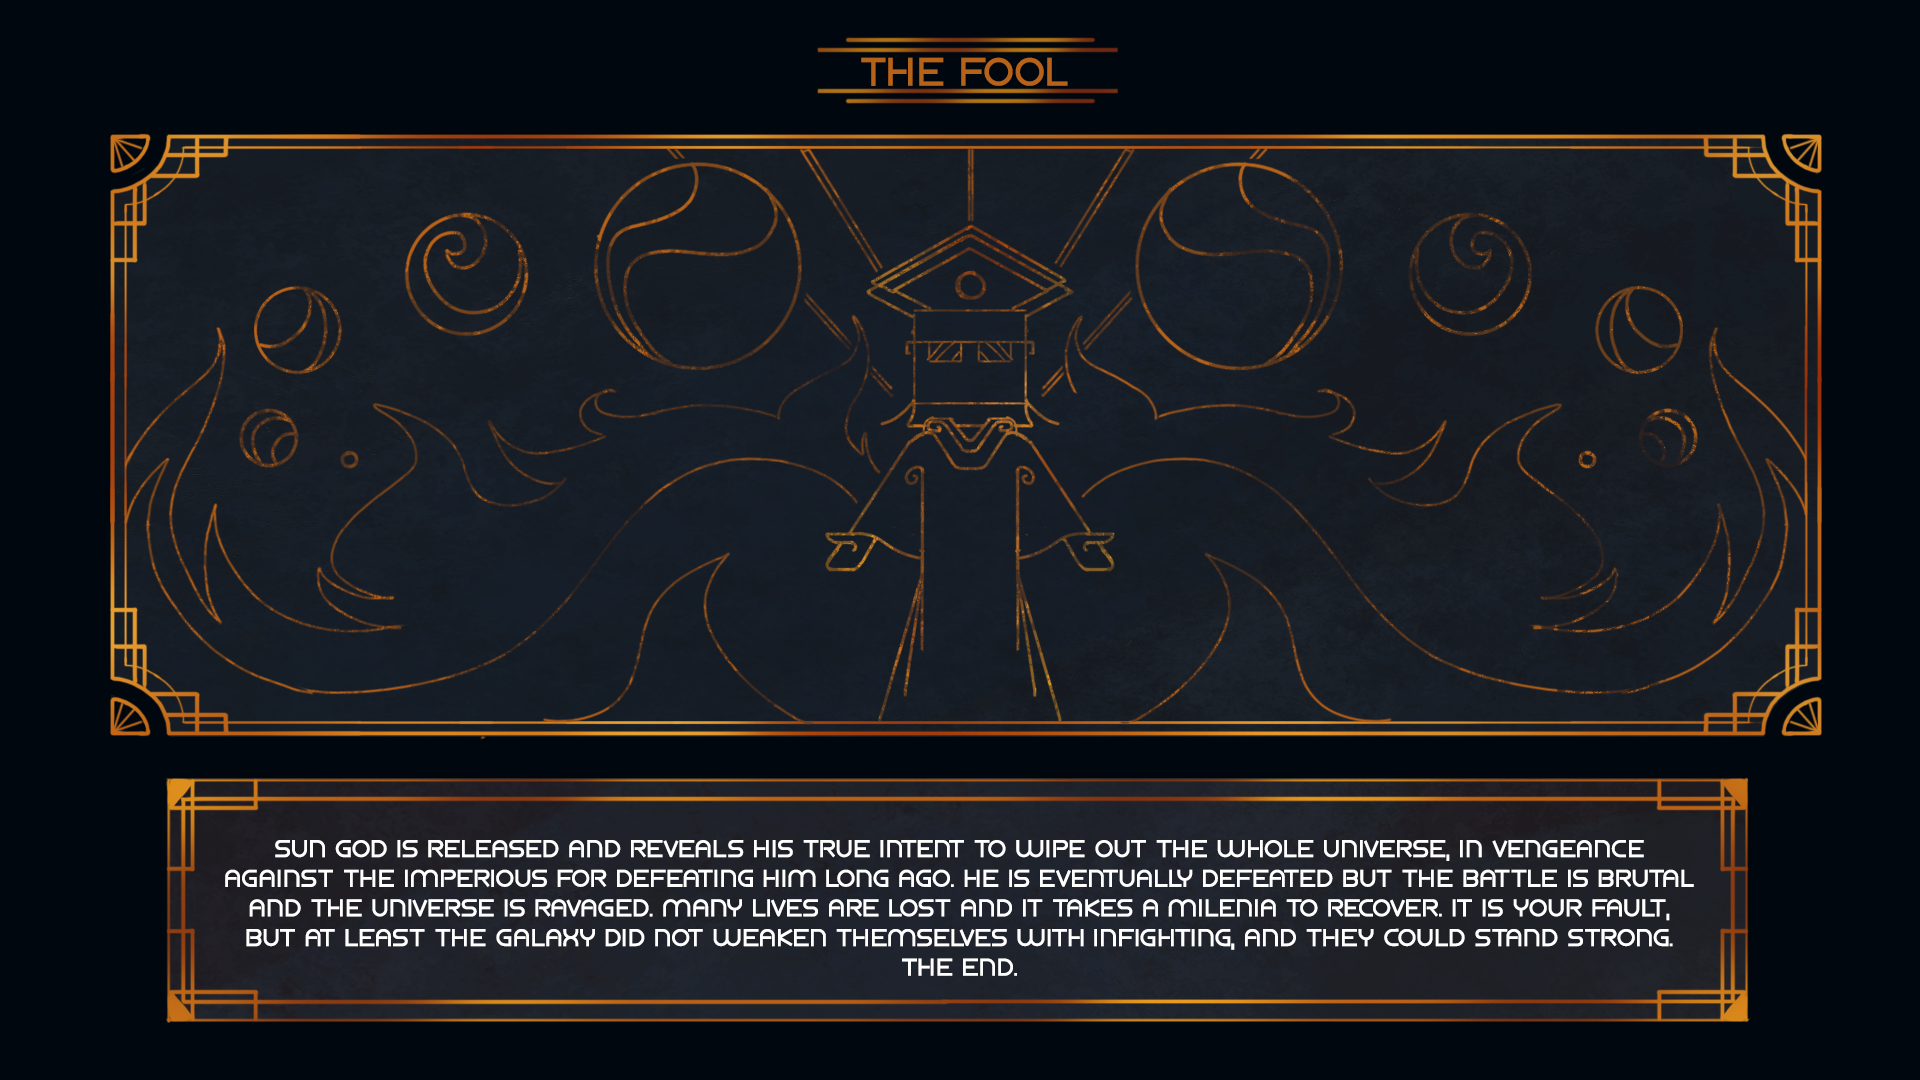 THE FOOL
SUN GOD IS RELEASED AND REVEALS HIS TRUE INTENT TO WIPE OUT THE WHOLE UNIVERSE, IN VENGEANCE
AGAINST THE IMPERIOUS FOR DEFEATING HIM LONG AGO. HE IS EVENTUALLY DEFEATED BUT THE BATTLE IS BRUTAL
AND THE UNIVERSE IS RAVAGED. MANY LIVES ARE LOST AND IT TAKES A MILENIA TO RECOVER. IT IS YOUR FAULT,
BUT AT LEAST THE GALAXY DID NOT WEAKEN THEMSELVES WITH INFIGHTING, AND THEY COULD STAND STRONG.
THE END.